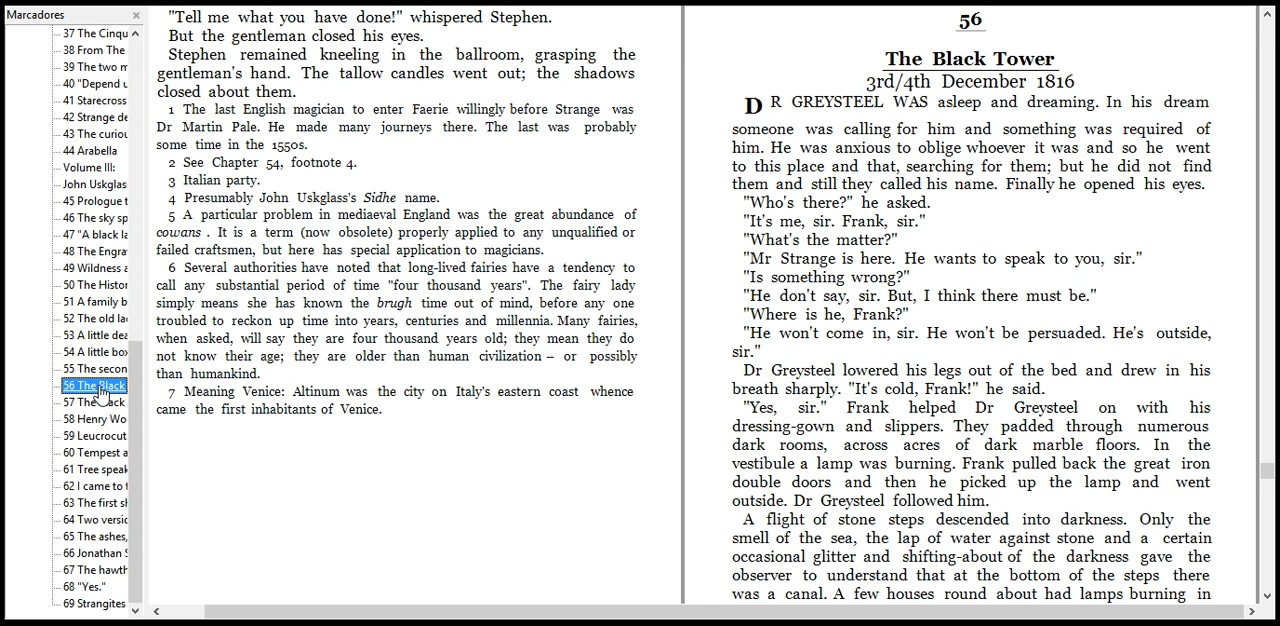 Marcadores
37 The Cinqu
38 From The
39 The two m
40 "Depend u
41 Starecross
42 Strange de
43 The curiou
44 Arabella
Volume III:
John Uskglas
45 Prologue t
46 The sky sp
47 "A black la
48 The Engra
49 Wildness a
50 The Histor
51 A family b
52 The old la
53 A little dea
54 A little box
55 The secon
56 The Black
57 The Black
58 Henry Wo
59 Leucrocut
60 Tempest a
61 Tree speak
62 I came to t
63 The first sh
64 Two versio
65 The ashes,
66 Jonathan S
67 The hawth
68 "Yes."
69 Strangites
"Tell me what you have done!" whispered Stephen.
But the gentleman closed his eyes.
Stephen remained kneeling in the ballroom, grasping the
gentleman's hand. The tallow candles went out; the shadows
closed about them.
1 The last English magician to enter Faerie willingly before Strange was
Dr Martin Pale. He made many journeys there. The last was probably
some time in the 1550s.
2 See Chapter 54, footnote 4.
3 Italian party.
4 Presumably John Uskglass's Sidhe name.
5 A particular problem in mediaeval England was the great abundance of
cowans . It is a term (now obsolete) properly applied to any unqualified or
failed craftsmen, but here has special application to magicians.
6 Several authorities have noted that long-lived fairies have a tendency to
call any substantial period of time "four thousand years". The fairy lady
simply means she has known the brugh time out of mind, before any one
troubled to reckon up time into years, centuries and millennia. Many fairies,
when asked, will say they are four thousand years old; they mean they do
not know their age; they are older than human civilization – or possibly
than humankind.
7 Meaning Venice: Altinum was the city on Italy's eastern coast whence
came the first inhabitants of Venice.
56
The Black Tower
3rd/4th December 1816
D R GREYSTEEL WAS asleep and dreaming. In his dream
someone was calling for him and something was required of
him. He was anxious to oblige whoever it was and so he went
to this place and that, searching for them; but he did not find
them and still they called his name. Finally he opened his eyes.
"Who's there?" he asked.
"It's me, sir. Frank, sir."
"What's the matter?"
"Mr Strange is here. He wants to speak to you, sir."
"Is something wrong?"
"He don't say, sir. But, I think there must be."
"Where is he, Frank?"
"He won't come in, sir. He won't be persuaded. He's outside,
sir."
Dr Greysteel lowered his legs out of the bed and drew in his
breath sharply. "It's cold, Frank!" he said.
"Yes, sir." Frank helped Dr Greysteel on with his
dressing-gown and slippers. They padded through numerous
dark rooms, across acres of dark marble floors. In the
vestibule a lamp was burning. Frank pulled back the great iron
double doors and then he picked up the lamp and went
outside. Dr Greysteel followed him.
A flight of stone steps descended into darkness. Only the
smell of the sea, the lap of water against stone and a certain
occasional glitter and shifting-about of the darkness gave the
observer to understand that at the bottom of the steps there
was a canal. A few houses round about had lamps burning in